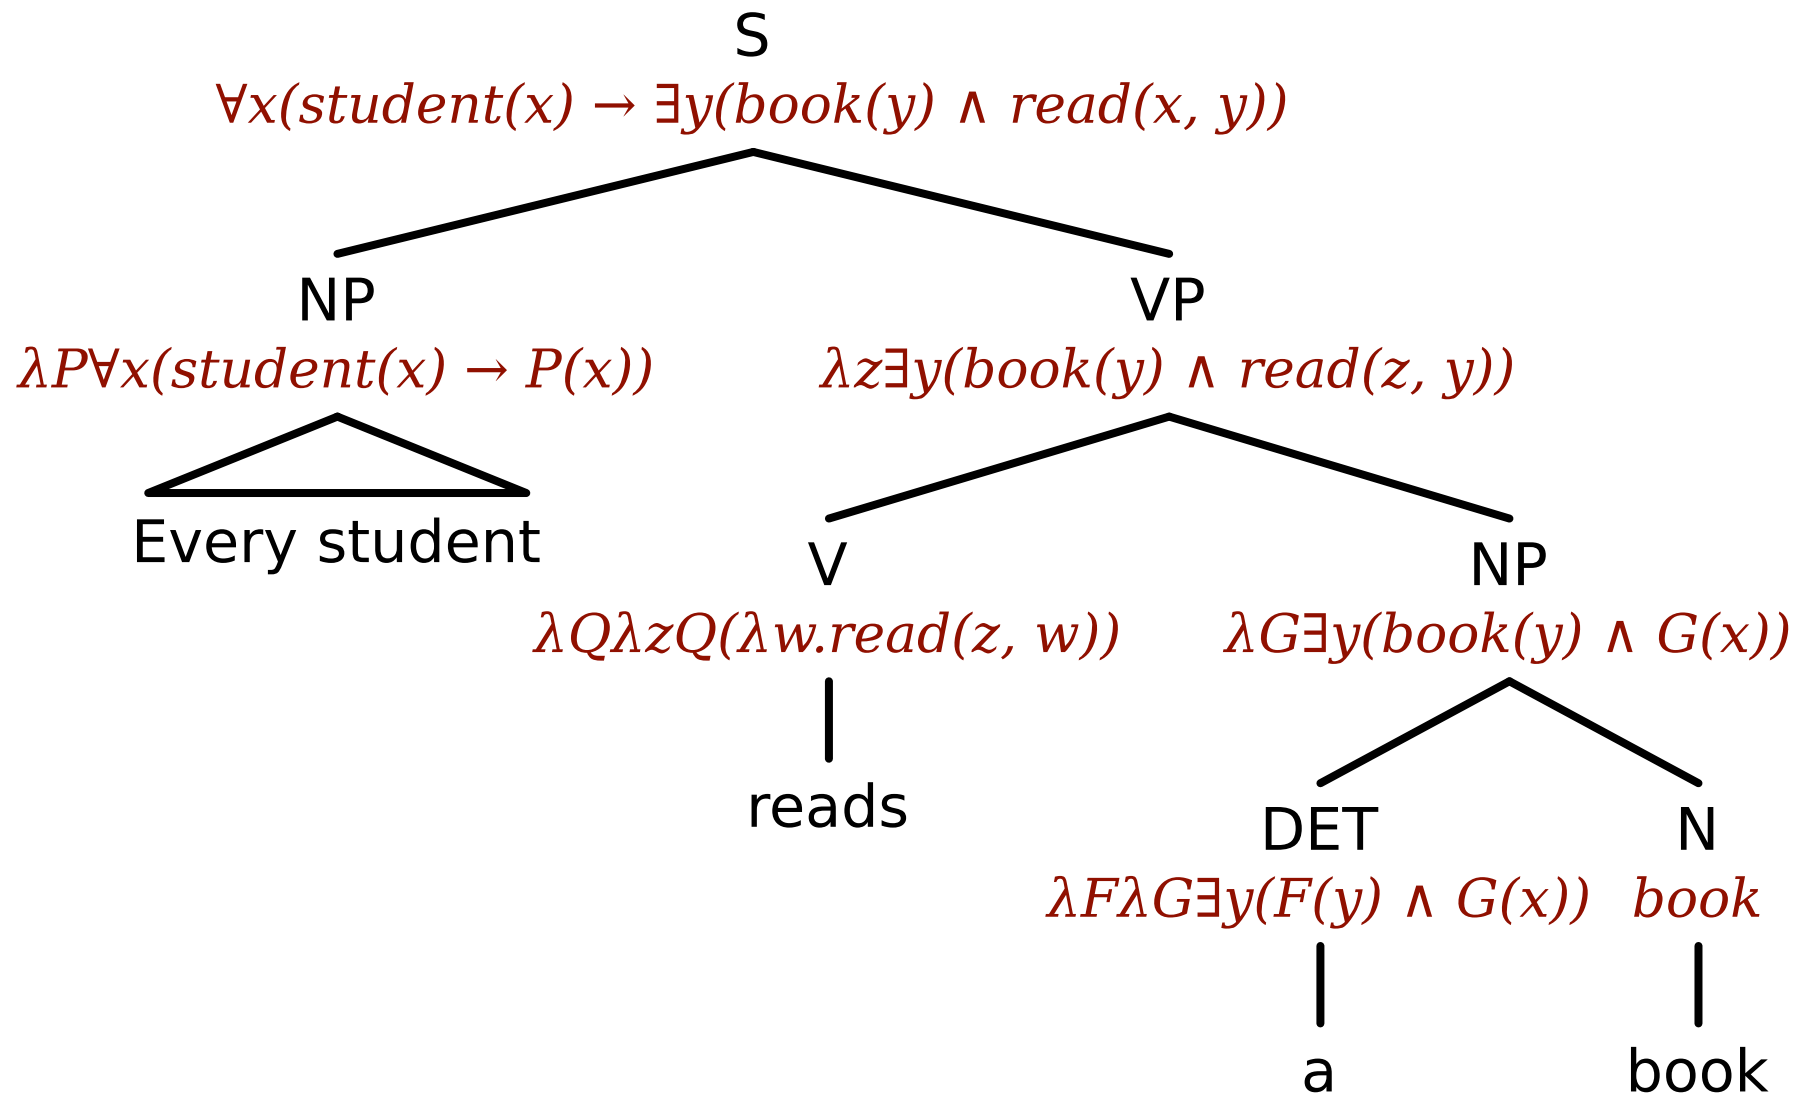 S
∀x(student(x) → ∃y(book(y) ∧ read(x, y))
NP VP
λP∀x(student(x) → P(x)) λz∃y(book(y) ∧ read(z, y))
Every student
V NP
λQλzQ(λw.read(z, w)) λG∃y(book(y) ∧ G(x))
reads
DET N
λFλG∃y(F(y) ∧ G(x)) book
a book